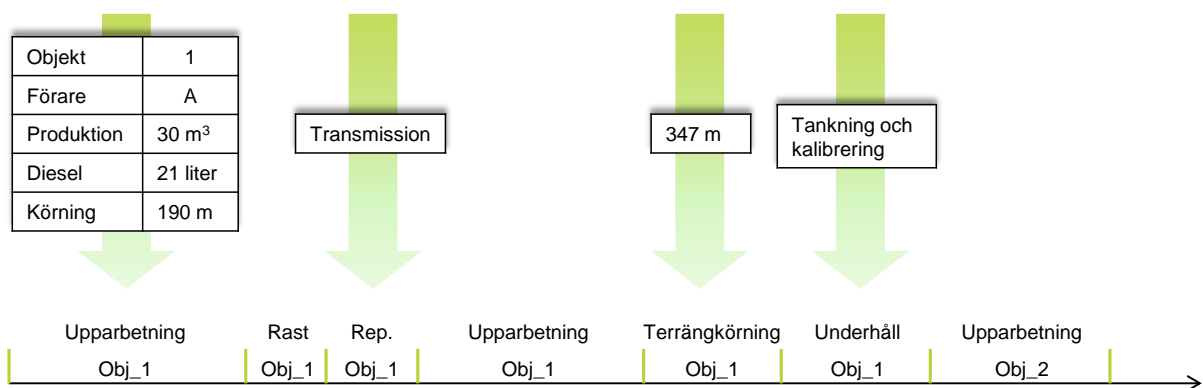 Objekt 1
Förare A
Produktion 30 m³
Diesel 21 liter
Körning 190 m
Transmission
347 m
Tankning och
kalibrering
Upparbetning Rast Rep. Upparbetning Terrängkörning Underhåll Upparbetning
Obj_1 Obj_1 Obj_1 Obj_1 Obj_1 Obj_1 Obj_2